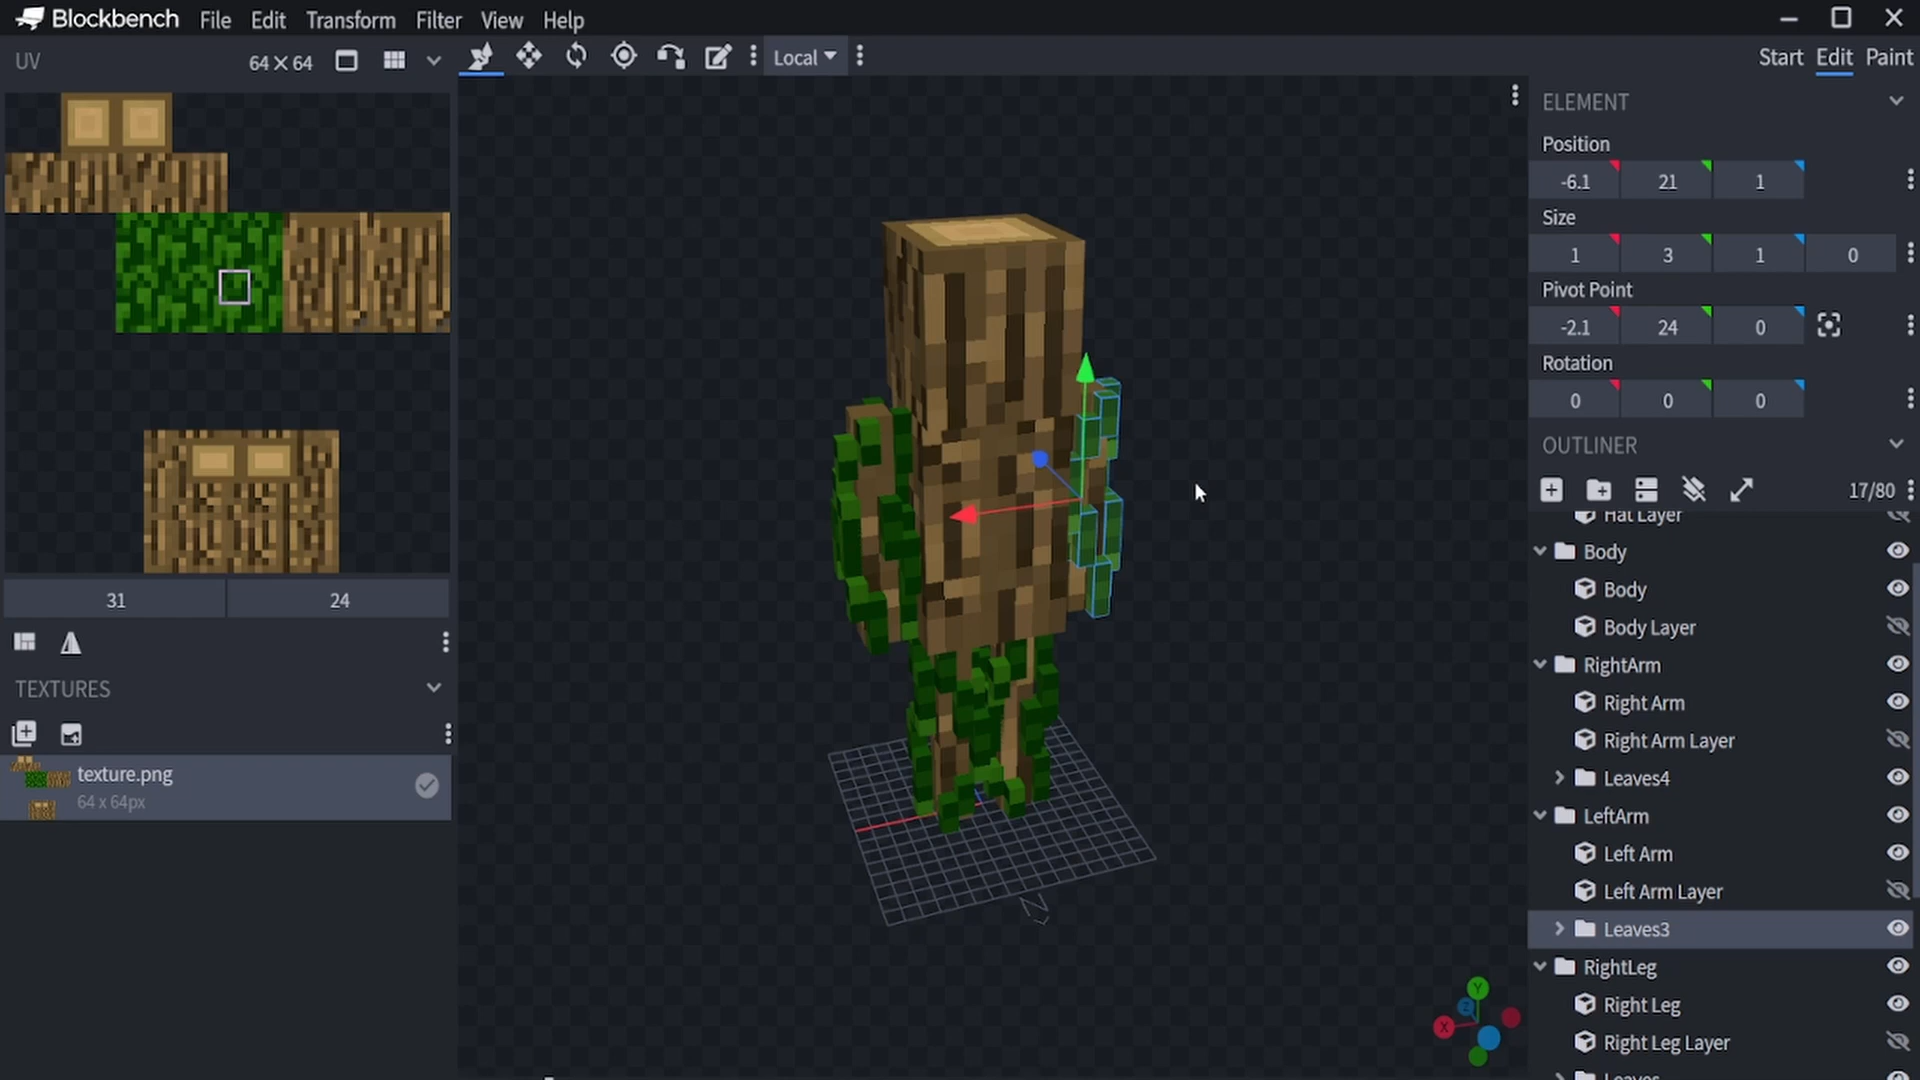 Blockbench File Edit Transform Filter View Help
UV 64 × 64 Local Start Edit Paint
ELEMENT
Position
-6.1 21 1
Size
1 3 1 0
Pivot Point
-2.1 24 0
Rotation
0 0 0
OUTLINER
17/80
Hat Layer
Body
Body
Body Layer
RightArm
Right Arm
Right Arm Layer
Leaves4
LeftArm
Left Arm
Left Arm Layer
Leaves3
RightLeg
Right Leg
Right Leg Layer
Leaves
31 24
TEXTURES
texture.png
64 x 64px
Y
Z
X